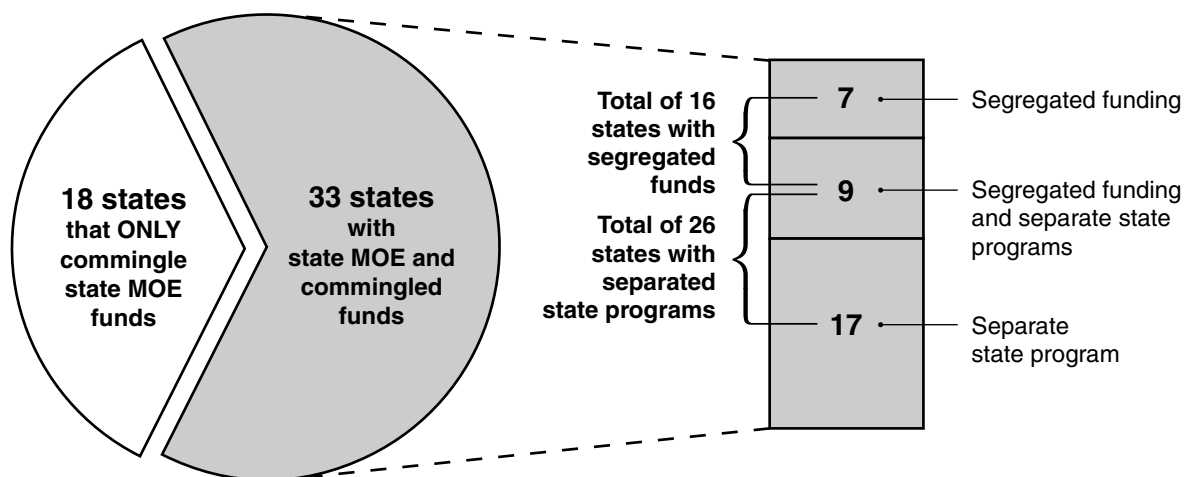 18 states
that ONLY
commingle
state MOE
funds
33 states
with
state MOE and
commingled
funds
Total of 16
states with
segregated
funds
Total of 26
states with
separated
state programs
7
Segregated funding
9
Segregated funding
and separate state
programs
17
Separate
state program